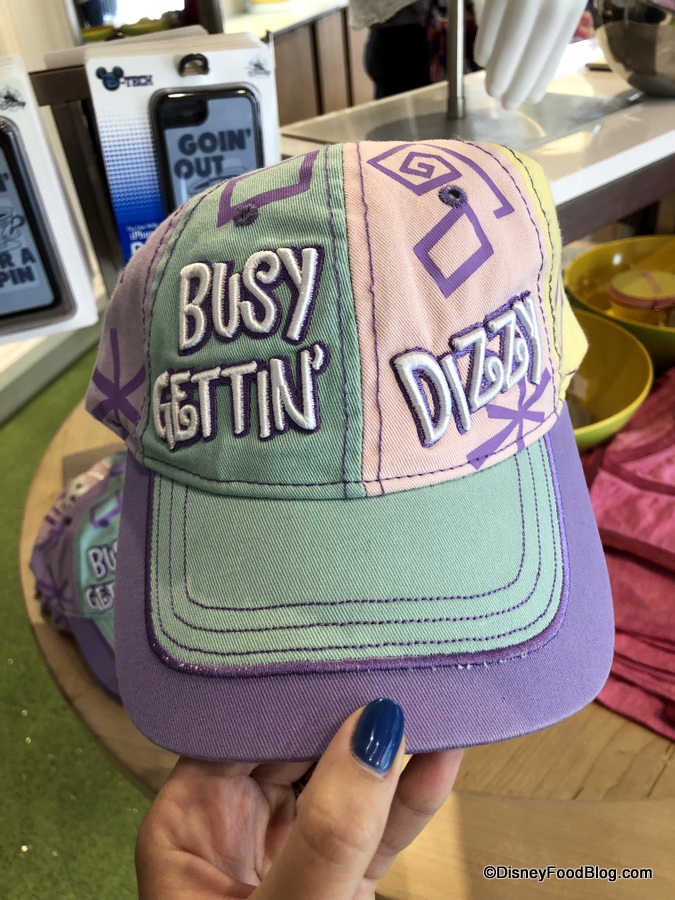 D-TECH
GOIN'
OUT
BUSY
GETTIN'
DIZZY
©DisneyFoodBlog.com